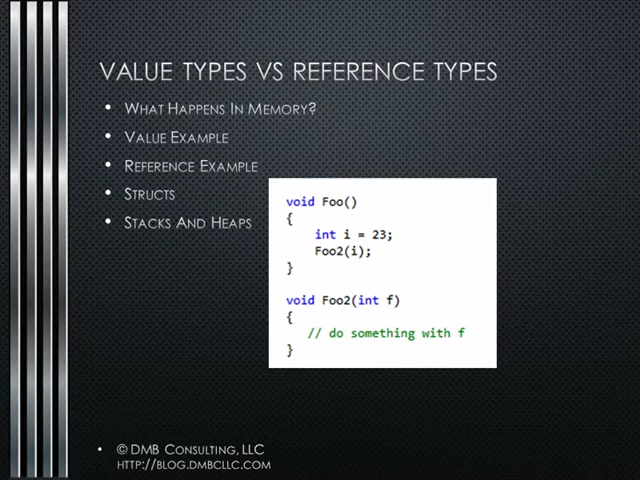 VALUE TYPES VS REFERENCE TYPES
• WHAT HAPPENS IN MEMORY?
• VALUE EXAMPLE
• REFERENCE EXAMPLE
• STRUCTS
• STACKS AND HEAPS
void Foo()
{
    int i = 23;
    Foo2(i);
}
void Foo2(int f)
{
   // do something with f
}
• © DMB CONSULTING, LLC
HTTP://BLOG.DMBCLLC.COM